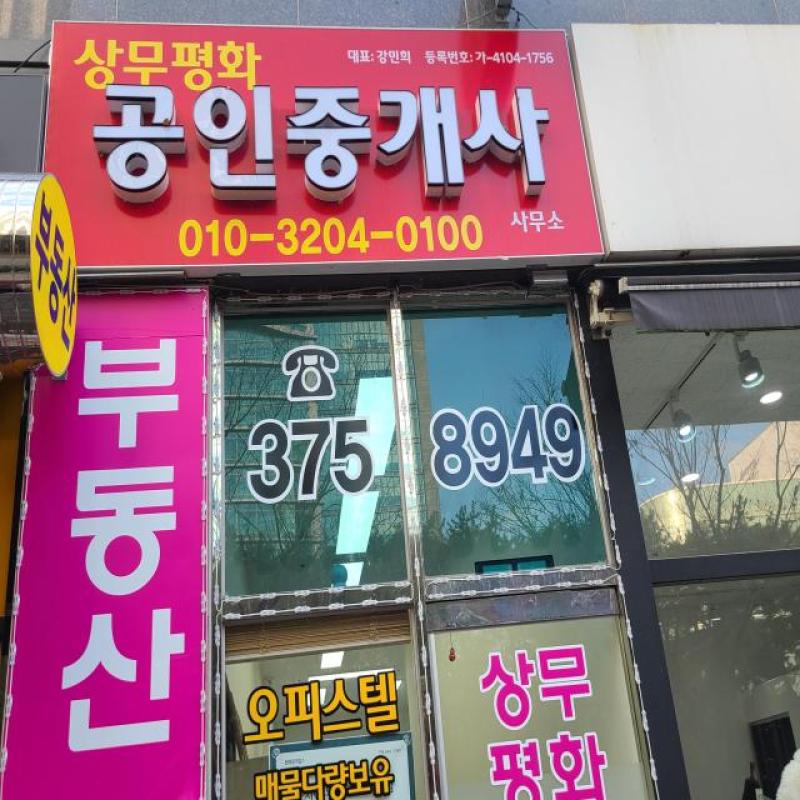 상무평화
대표: 강민희 등록번호: 가-4104-1756
공인중개사
010-3204-0100
사무소
부동산
부동산
375
8949
오피스텔
매물다량보유
상무
평화